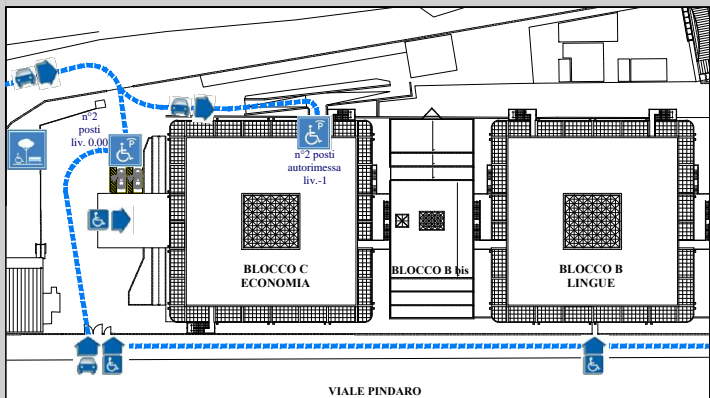 n°2
posti
liv. 0.00
P
P
n°2 posti
autorimessa
liv.-1
BLOCCO C
ECONOMIA
BLOCCO B bis
BLOCCO B
LINGUE
VIALE PINDARO